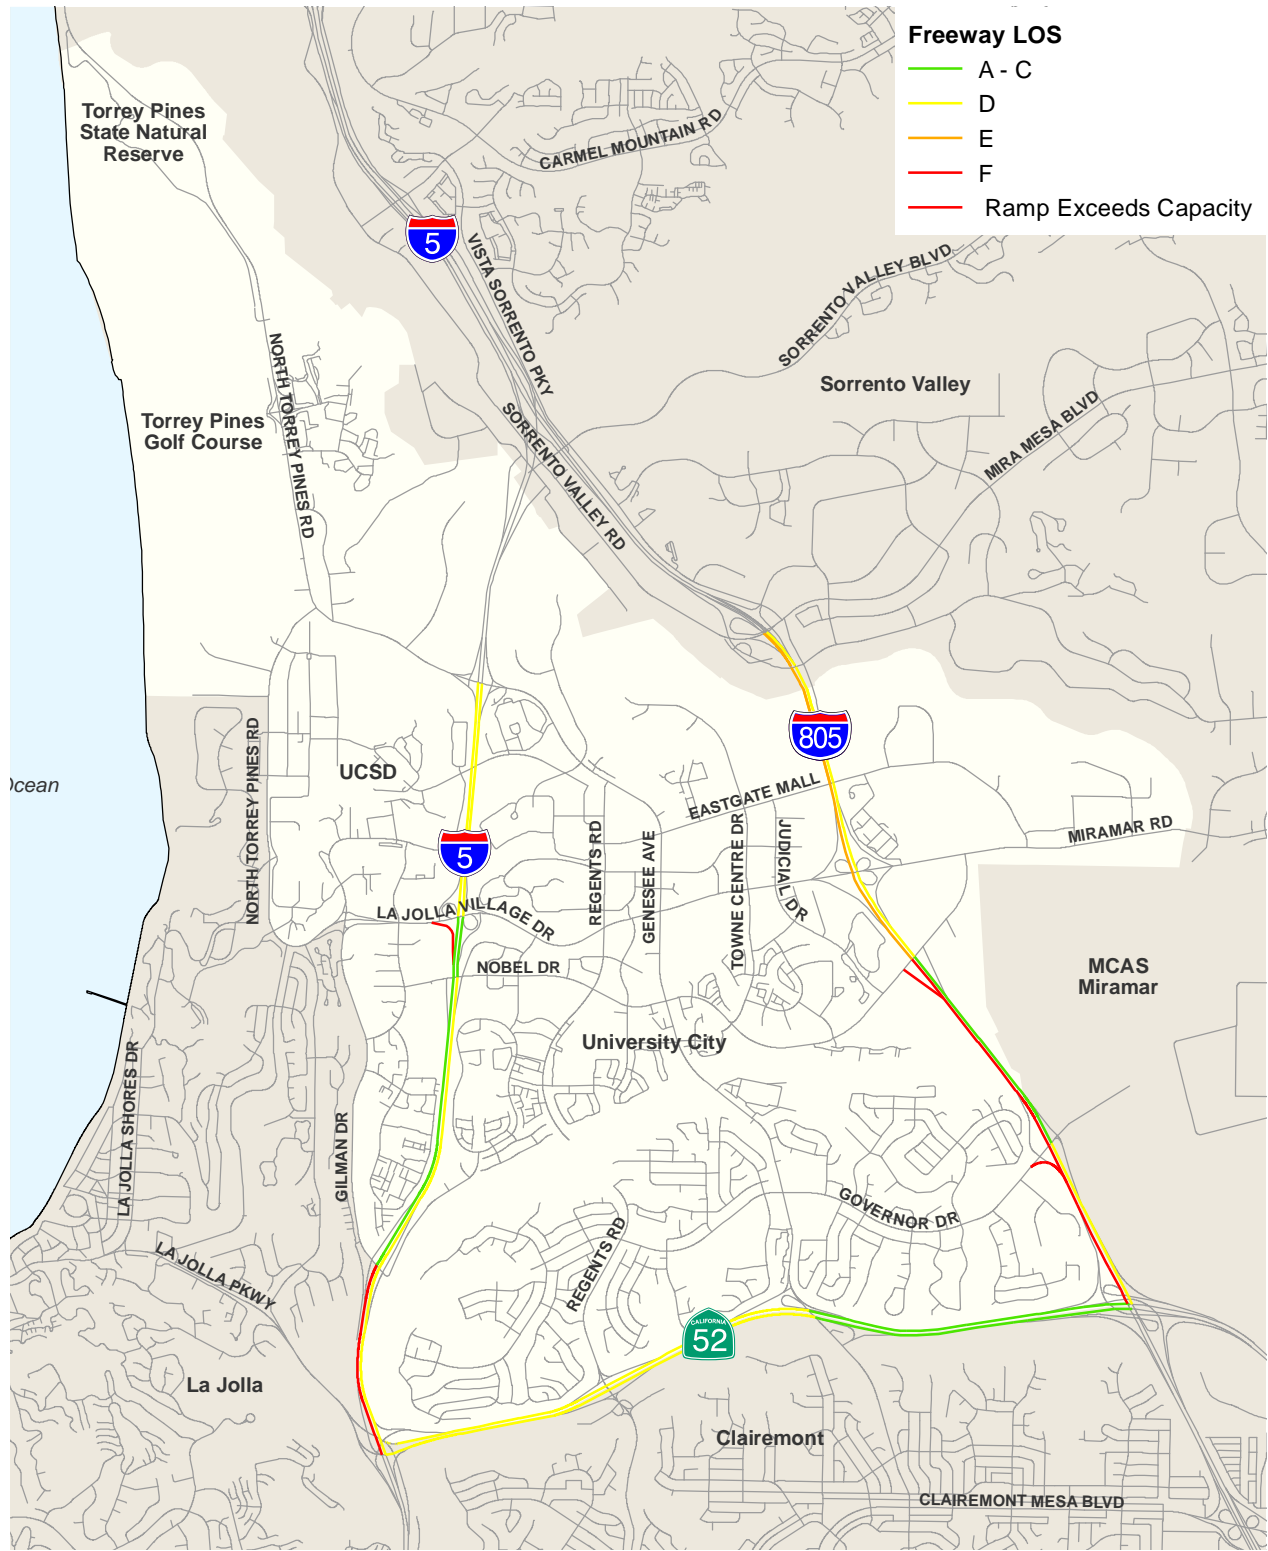 Freeway LOS
A - C
D
E
F
Ramp Exceeds Capacity
Torrey Pines
State Natural
Reserve
CARMEL MOUNTAIN RD
5
VISTA SORRENTO PKY
SORRENTO VALLEY BLVD
NORTH TORREY PINES RD
Sorrento Valley
Torrey Pines
Golf Course
MIRA MESA BLVD
SORRENTO VALLEY RD
NORTH TORREY PINES RD
805
UCSD
cean
EASTGATE MALL
MIRAMAR RD
5
REGENTS RD
GENESEE AVE
TOWNE CENTRE DR
JUDICIAL DR
LA JOLLA VILLAGE DR
NOBEL DR
MCAS
Miramar
University City
LA JOLLA SHORES DR
GILMAN DR
GOVERNOR DR
REGENTS RD
LA JOLLA PKWY
CALIFORNIA
52
La Jolla
Clairemont
CLAIREMONT MESA BLVD